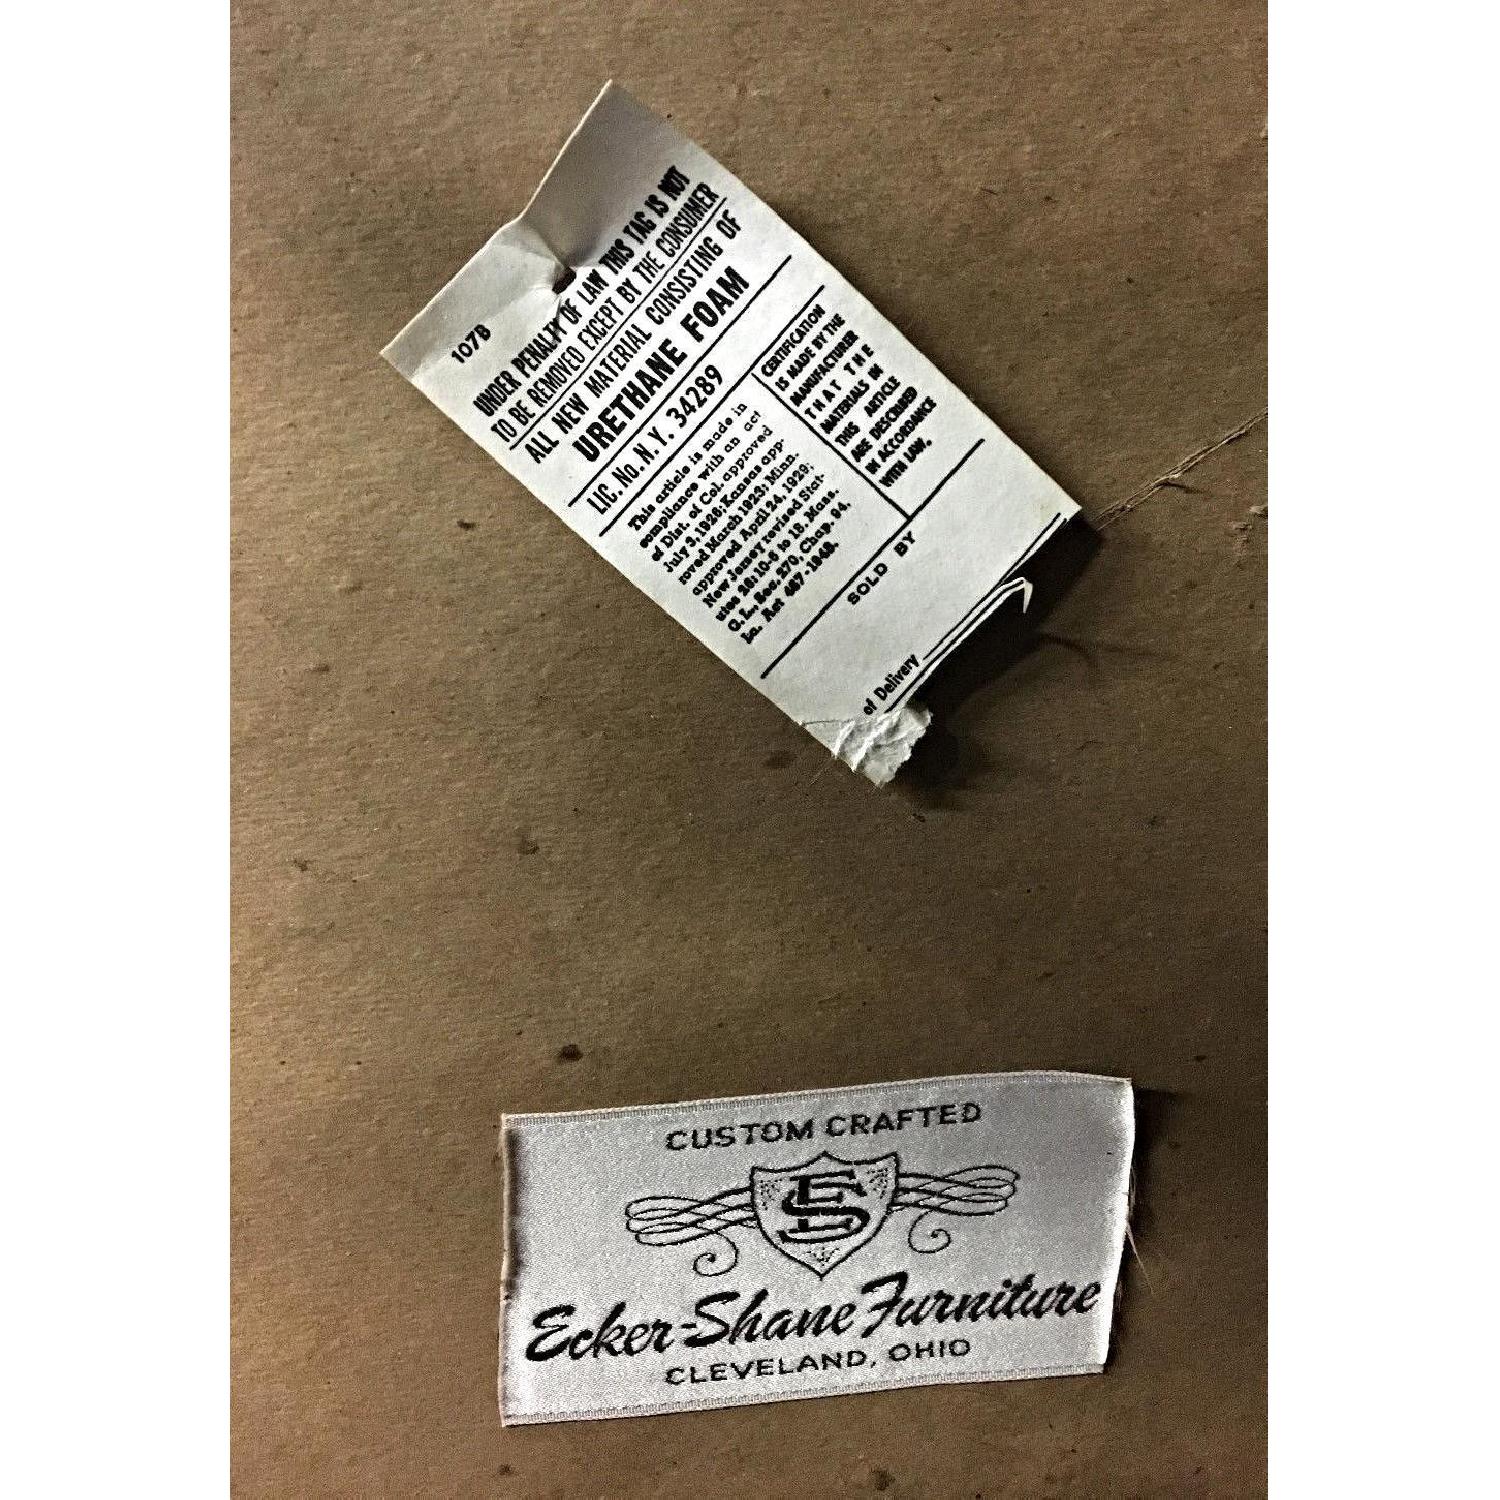 107B
UNDER PENALTY OF LAW THIS TAG IS NOT
TO BE REMOVED EXCEPT BY THE CONSUMER
ALL NEW MATERIAL CONSISTING OF
URETHANE FOAM
LIC. No. N.Y. 34289
This article is made in
compliance with an act
of Dist. of Col. approved
July 3, 1926; Kansas app-
roved March 1923; Minn.
approved April 24, 1929;
New Jersey revised Stat-
utes 26:10-6 to 18. Mass.
G.L. Sec. 270, Chap. 94.
La. Act 467-1948.
CERTIFICATION
IS MADE BY THE
MANUFACTURER
THAT THE
MATERIALS IN
THIS ARTICLE
ARE DESCRIBED
IN ACCORDANCE
WITH LAW.
SOLD BY
of Delivery
CUSTOM CRAFTED
ES
Ecker-Shane Furniture
CLEVELAND, OHIO